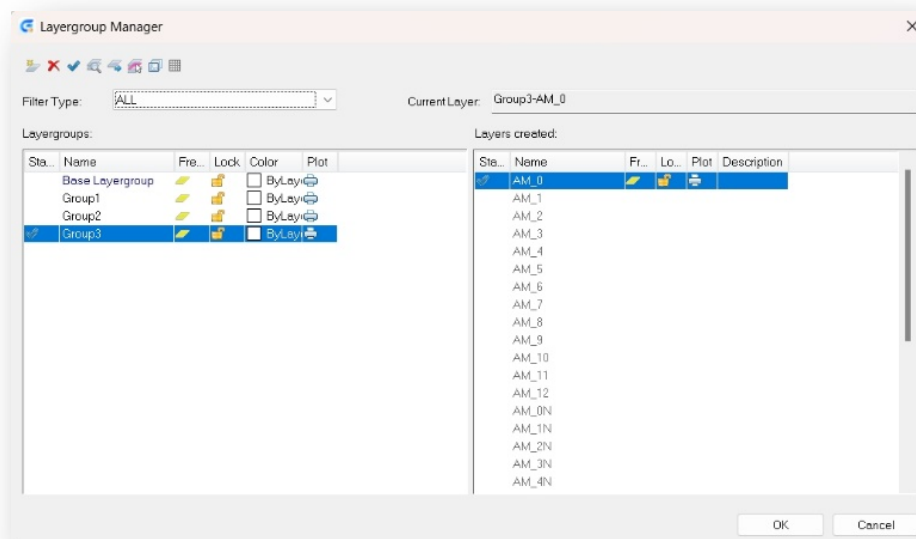 Layergroup Manager
Filter Type: ALL Current Layer: Group3-AM_0
Layergroups: Layers created:
Sta... Name Fre... Lock Color Plot
Base Layergroup ByLay
Group1 ByLay
Group2 ByLay
Group3 ByLay
Sta... Name Fr... Lo... Plot Description
AM_0
AM_1
AM_2
AM_3
AM_4
AM_5
AM_6
AM_7
AM_8
AM_9
AM_10
AM_11
AM_12
AM_0N
AM_1N
AM_2N
AM_3N
AM_4N
OK Cancel